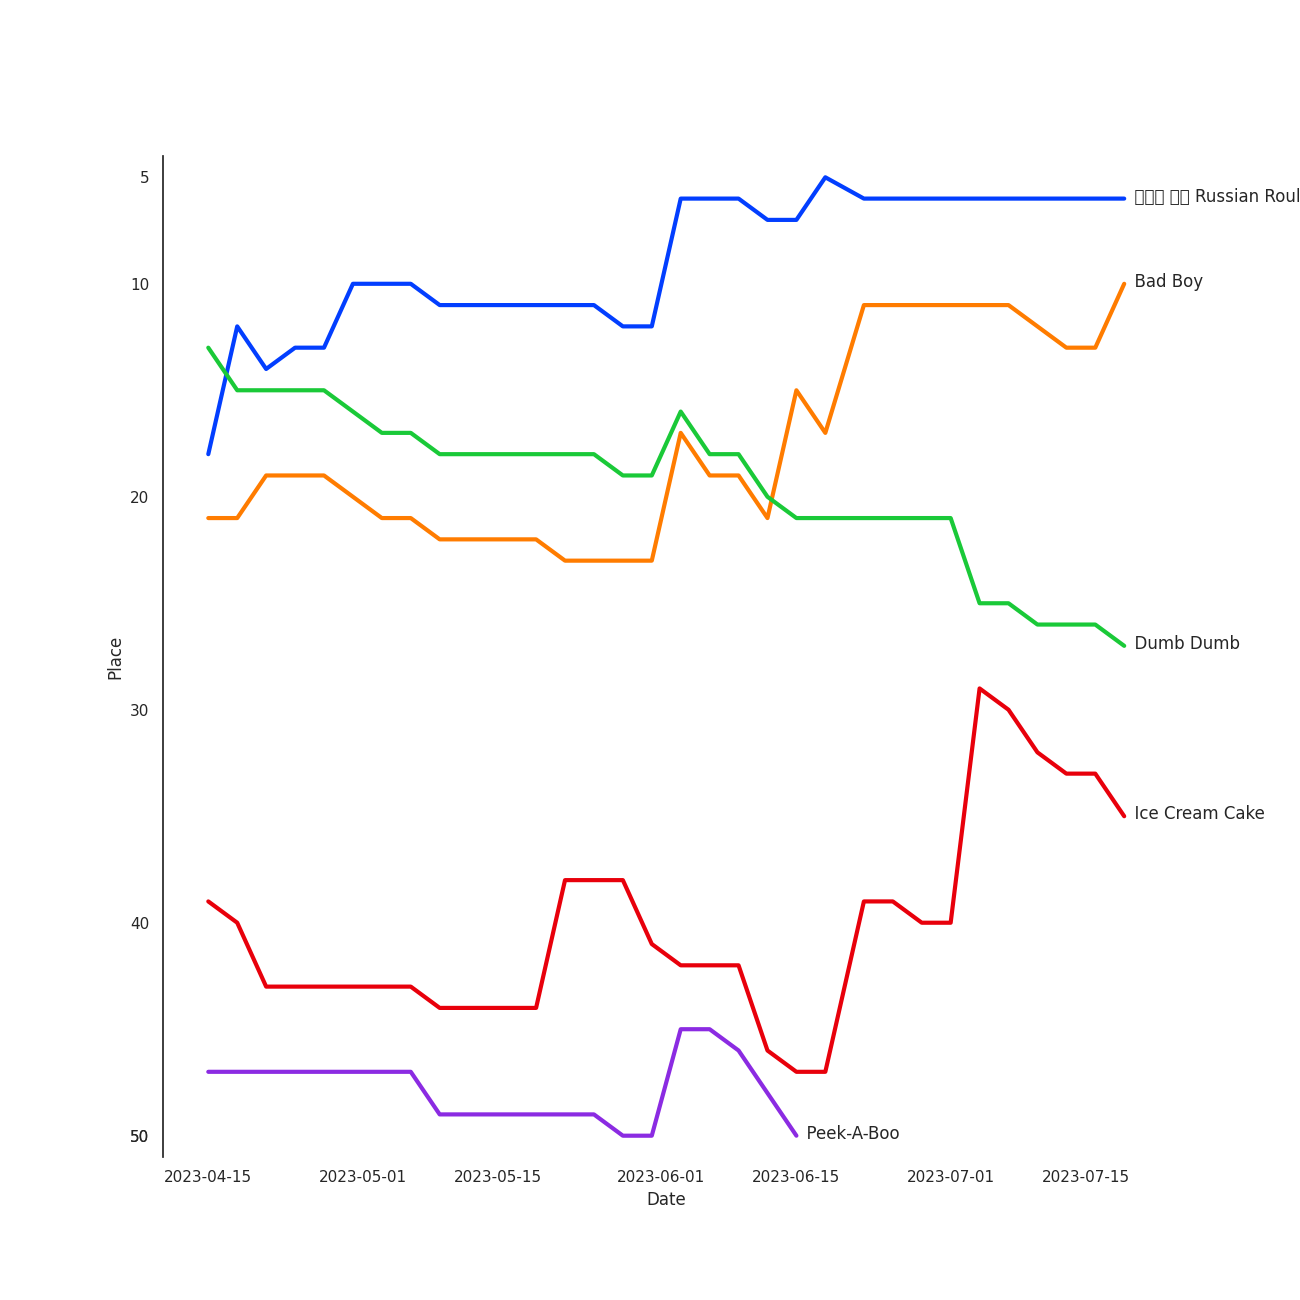 5
Russian Roul
10
Bad Boy
20
Place
Dumb Dumb
30
Ice Cream Cake
40
50
Peek-A-Boo
2023-04-15 2023-05-01 2023-05-15 2023-06-01 2023-06-15 2023-07-01 2023-07-15
Date